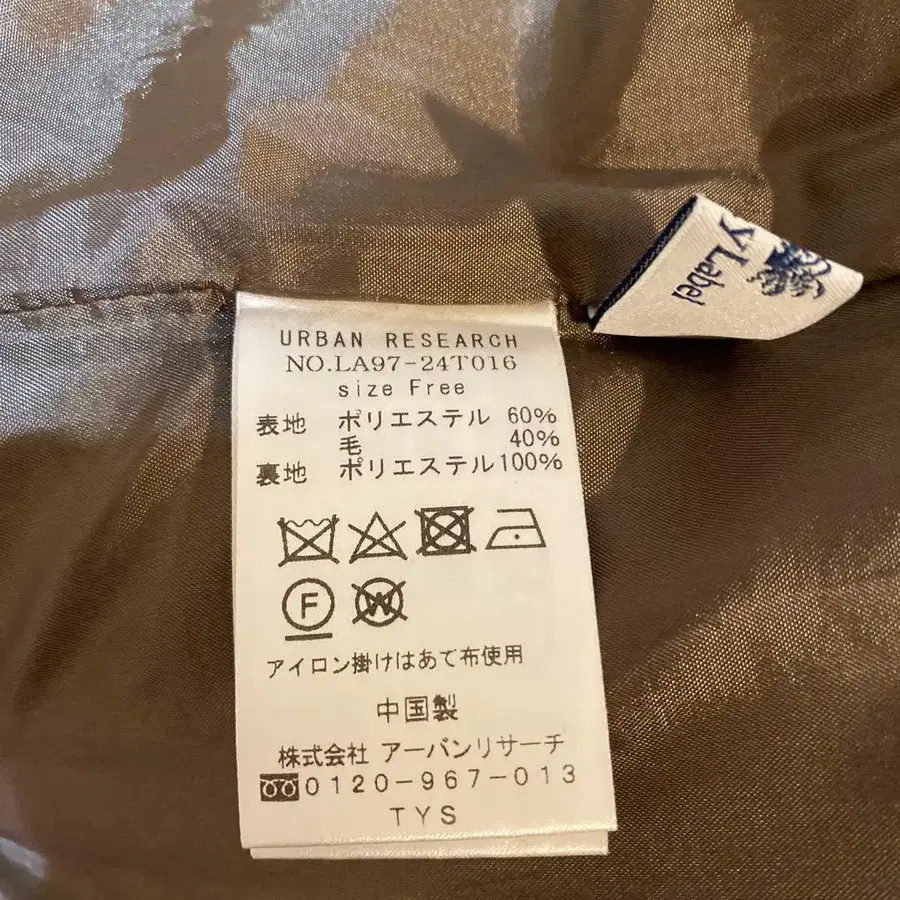 URBAN RESEARCH
NO.LA97-24T016
size Free
表地 ポリエステル 60%
毛 40%
裏地 ポリエステル 100%
F
W
アイロン掛けはあて布使用
中国製
株式会社 アーバンリサーチ
0120-967-013
TYS
Y Label